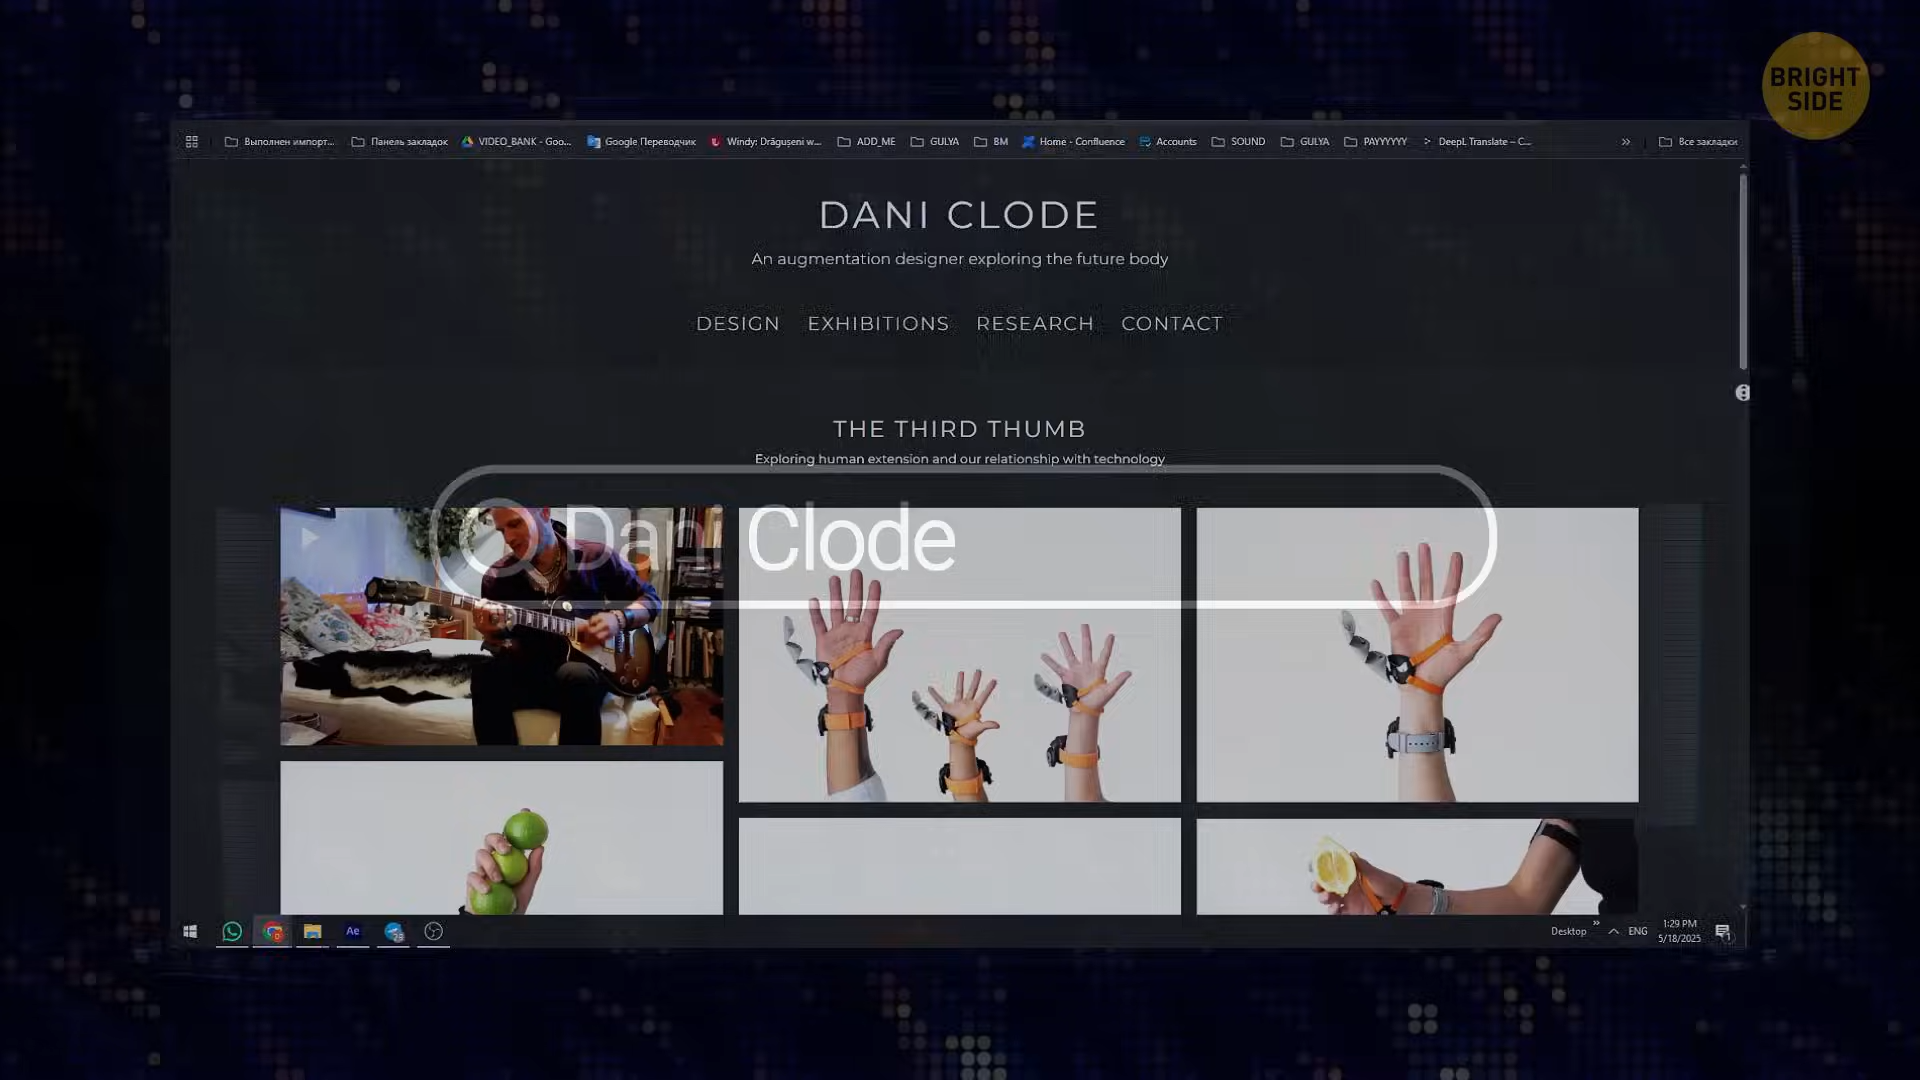 BRIGHT
SIDE
Выполнен импорт...
Панель закладок
VIDEO_BANK - Goo...
Google Переводчик
Windy: Drăgușeni w...
ADD_ME
GULYA
BM
Home - Confluence
Accounts
SOUND
GULYA
PAYYYYY
DeepL Translate – C...
Все закладки
DANI CLODE
An augmentation designer exploring the future body
DESIGN EXHIBITIONS RESEARCH CONTACT
THE THIRD THUMB
Exploring human extension and our relationship with technology
Dani Clode
Ae
Desktop
ENG
1:29 PM
5/18/2025